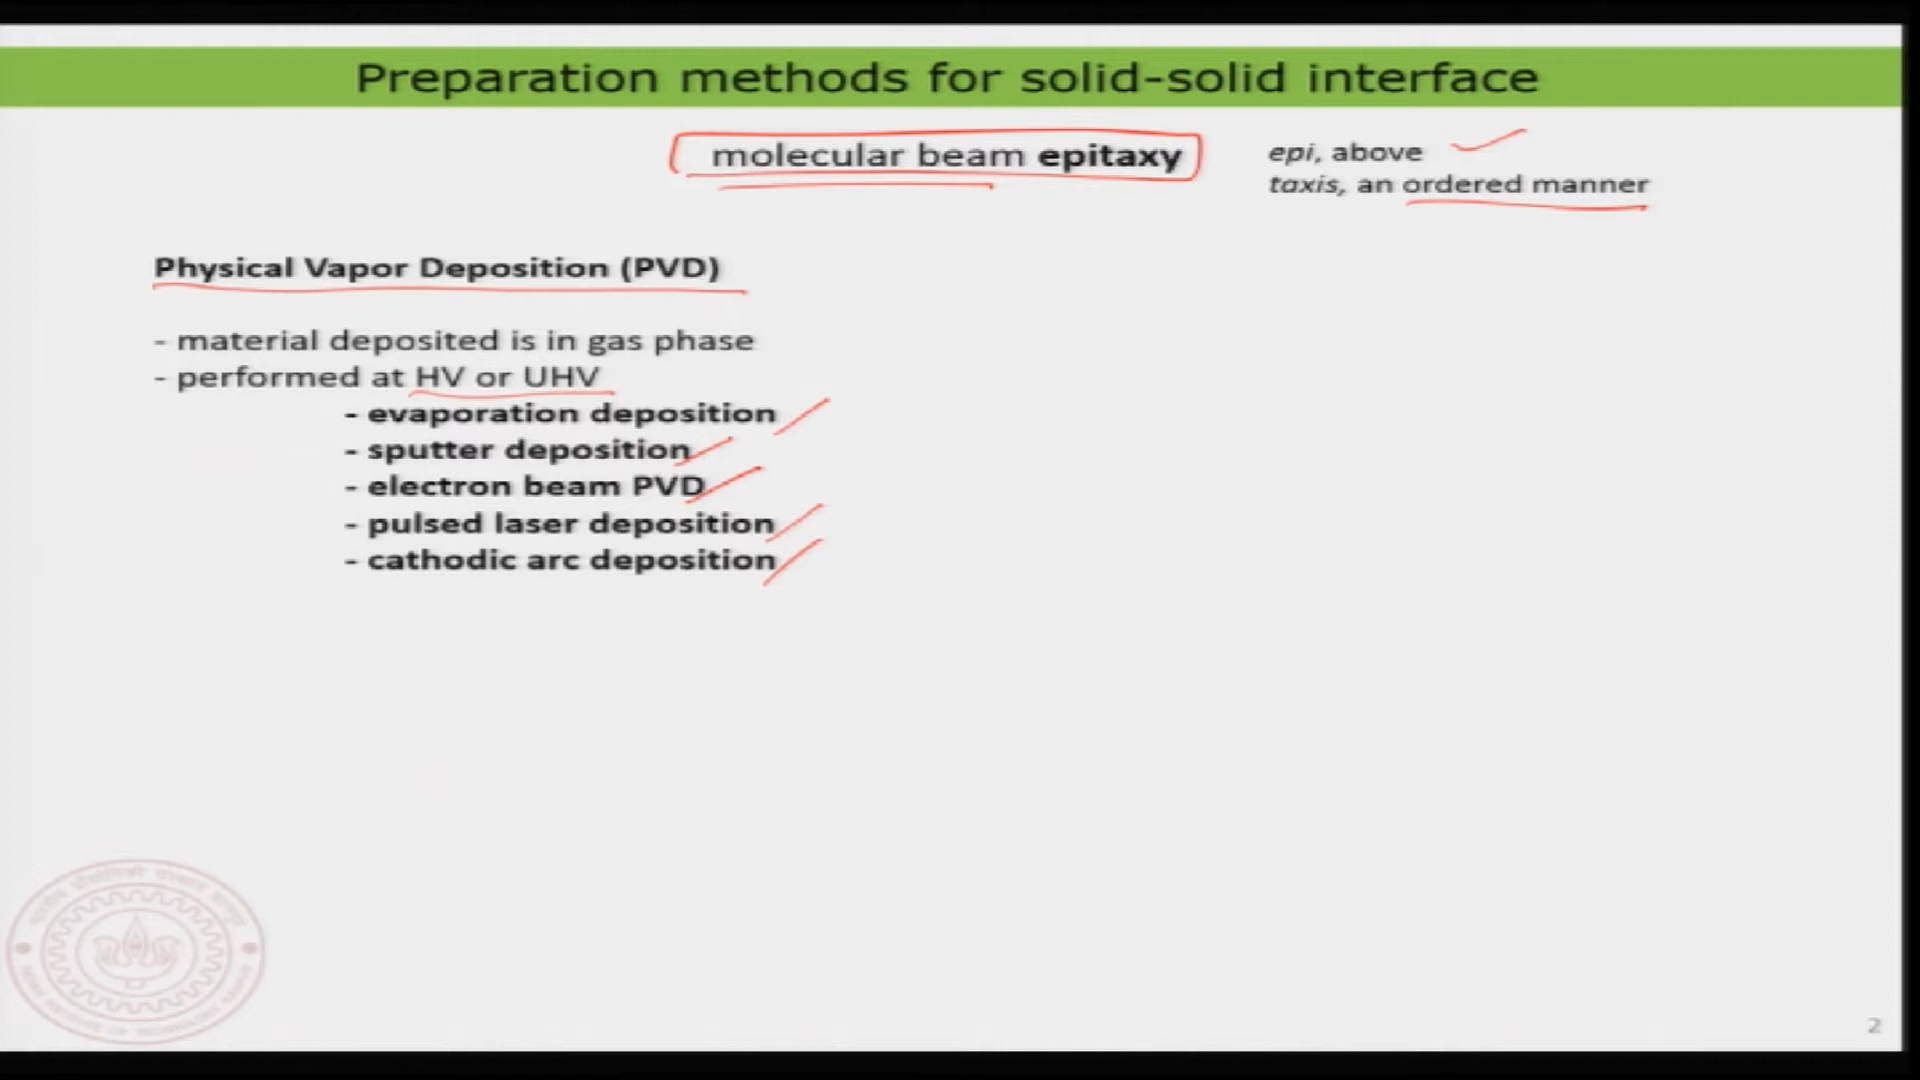 Preparation methods for solid-solid interface
molecular beam epitaxy
epi, above
taxis, an ordered manner
Physical Vapor Deposition (PVD)
- material deposited is in gas phase
- performed at HV or UHV
- evaporation deposition
- sputter deposition
- electron beam PVD
- pulsed laser deposition
- cathodic arc deposition
2